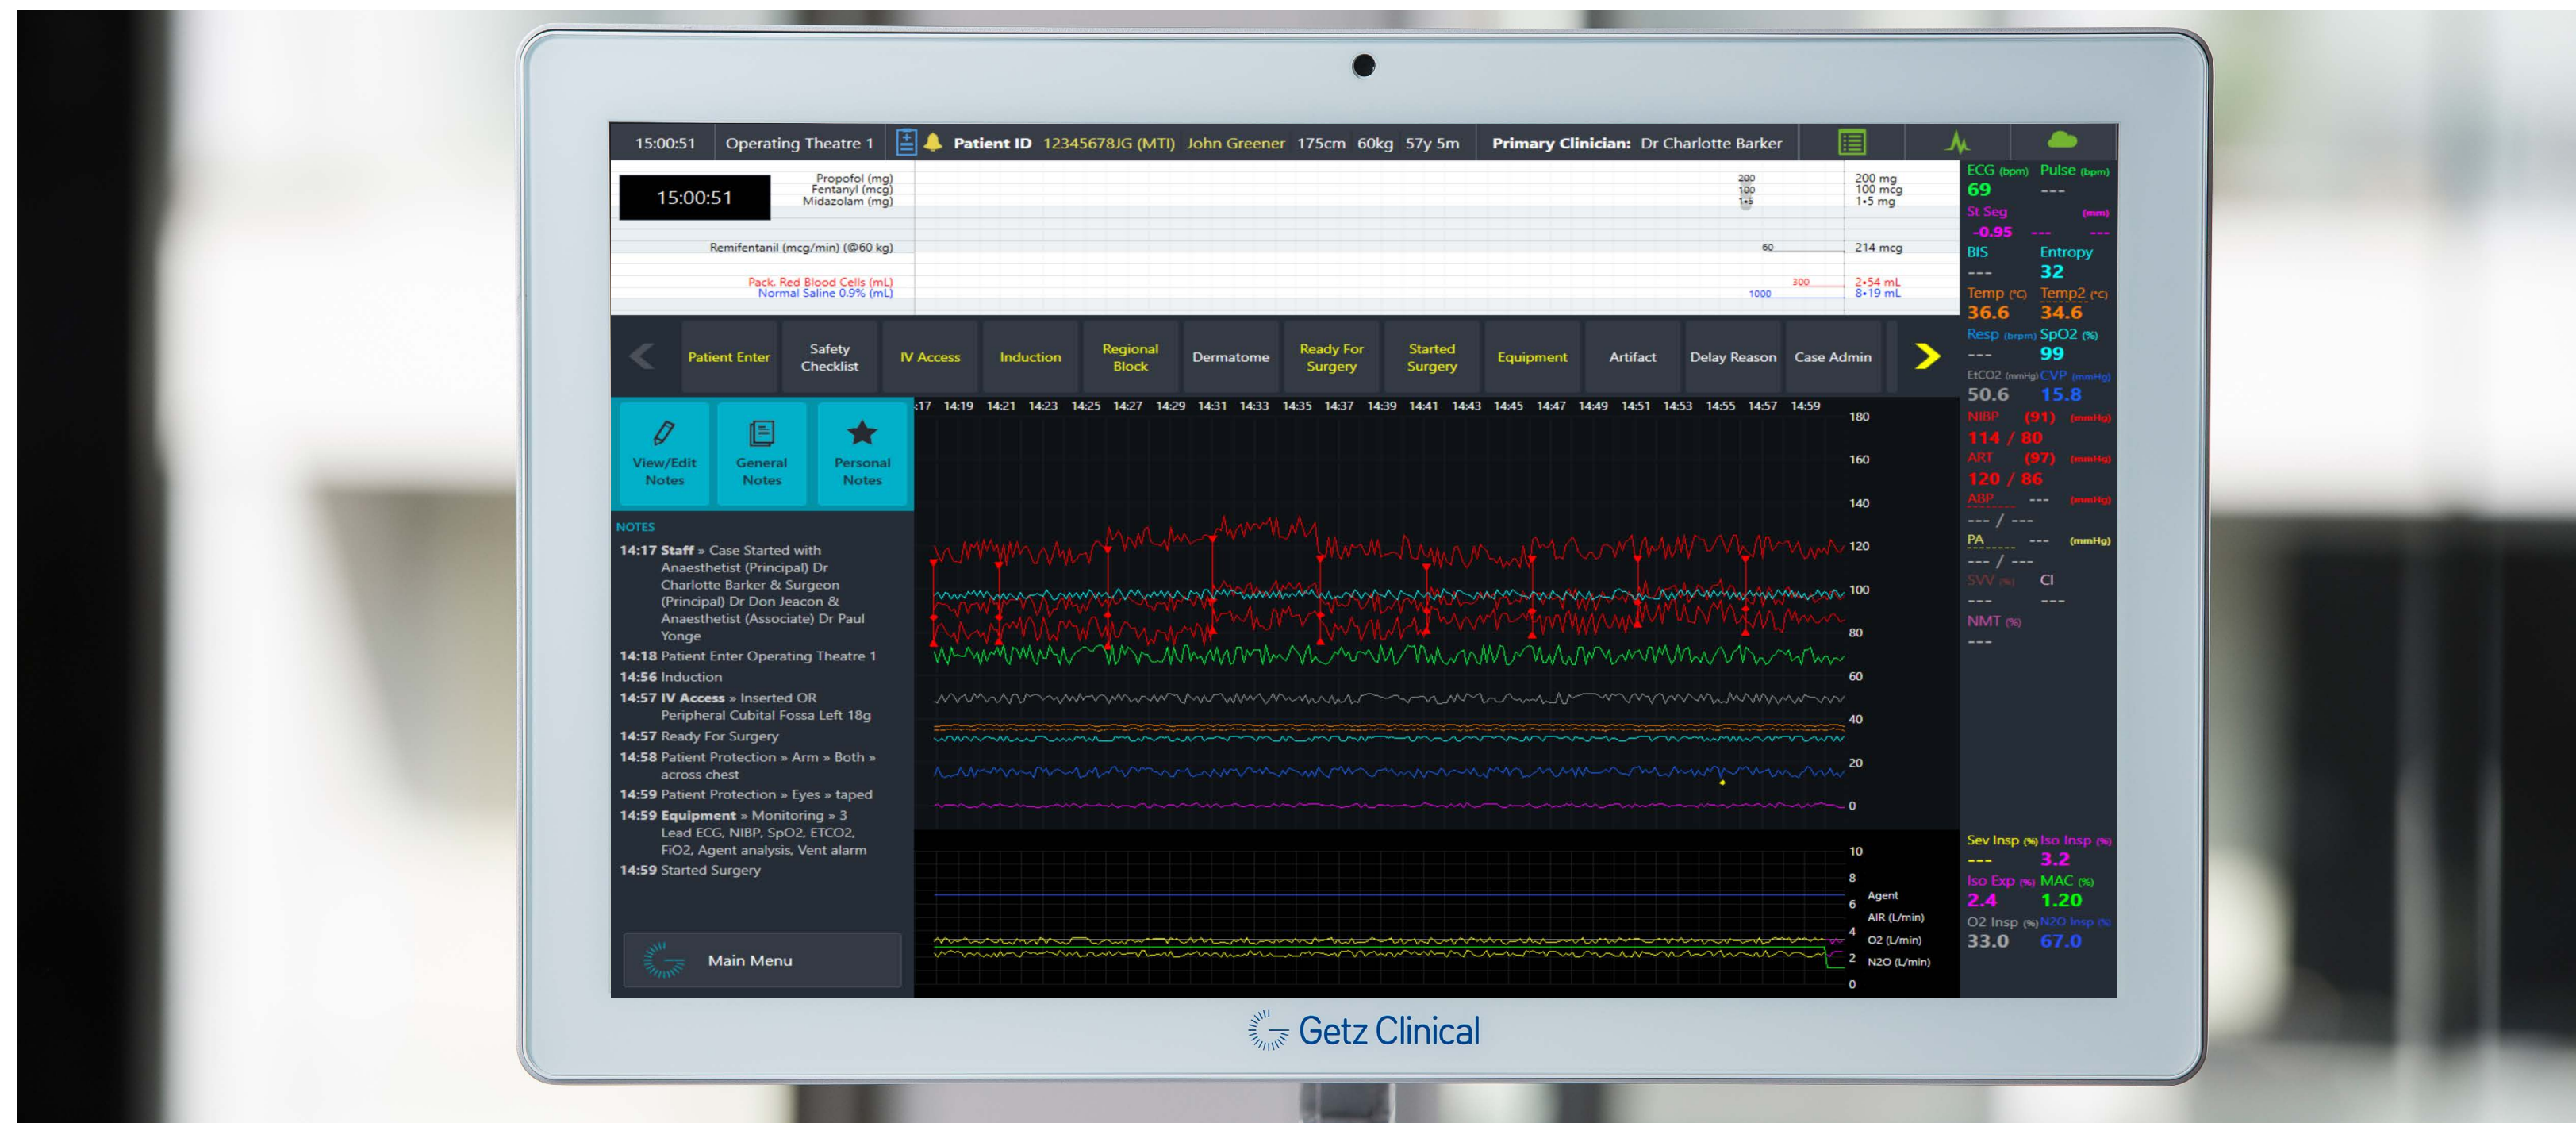 15:00:51 Operating Theatre 1 Patient ID 12345678JG (MTI) John Greener 175cm 60kg 57y 5m Primary Clinician: Dr Charlotte Barker
15:00:51
Propofol (mg) 200 200 mg
Fentanyl (mcg) 100 100 mcg
Midazolam (mg) 1•5 1•5 mg
Remifentanil (mcg/min) (@60 kg) 60 214 mcg
Pack. Red Blood Cells (mL) 300 2•54 mL
Normal Saline 0.9% (mL) 1000 8•19 mL
Patient Enter
Safety
Checklist
IV Access
Induction
Regional
Block
Dermatome
Ready For
Surgery
Started
Surgery
Equipment
Artifact
Delay Reason
Case Admin
View/Edit
Notes
General
Notes
Personal
Notes
NOTES
14:17 Staff » Case Started with
Anaesthetist (Principal) Dr
Charlotte Barker & Surgeon
(Principal) Dr Don Jeacon &
Anaesthetist (Associate) Dr Paul
Yonge
14:18 Patient Enter Operating Theatre 1
14:56 Induction
14:57 IV Access » Inserted OR
Peripheral Cubital Fossa Left 18g
14:57 Ready For Surgery
14:58 Patient Protection » Arm » Both »
across chest
14:59 Patient Protection » Eyes » taped
14:59 Equipment » Monitoring » 3
Lead ECG, NIBP, SpO2, ETCO2,
FiO2, Agent analysis, Vent alarm
14:59 Started Surgery
Main Menu
:17 14:19 14:21 14:23 14:25 14:27 14:29 14:31 14:33 14:35 14:37 14:39 14:41 14:43 14:45 14:47 14:49 14:51 14:53 14:55 14:57 14:59
180
160
140
120
100
80
60
40
20
0
10
8
6
4
2
0
Agent
AIR (L/min)
O2 (L/min)
N2O (L/min)
ECG (bpm) Pulse (bpm)
69 ---
St Seg (mm)
-0.95 --- ---
BIS Entropy
--- 32
Temp (°C) Temp2 (°C)
36.6 34.6
Resp (brpm) SpO2 (%)
--- 99
EtCO2 (mmHg) CVP (mmHg)
50.6 15.8
NIBP (91) (mmHg)
114 / 80
ART (97) (mmHg)
120 / 86
ABP --- (mmHg)
--- / ---
PA --- (mmHg)
--- / ---
SVV (%) CI
--- ---
NMT (%)
---
Sev Insp (%) Iso Insp (%)
--- 3.2
Iso Exp (%) MAC (%)
2.4 1.20
O2 Insp (%) N2O Insp (%)
33.0 67.0
Getz Clinical